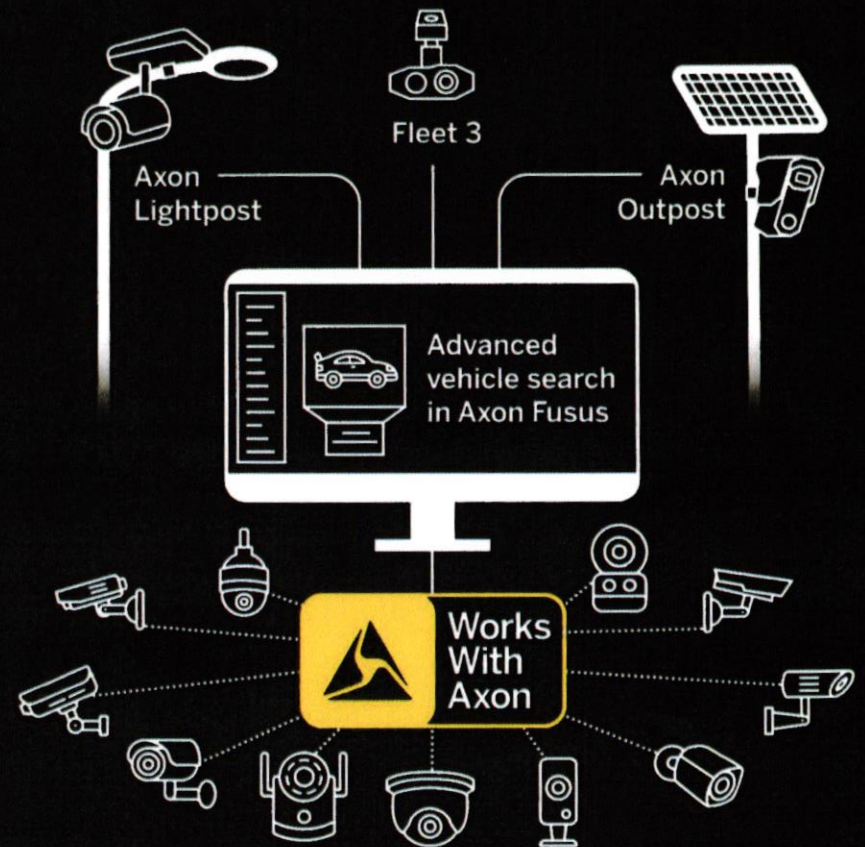 Fleet 3
Axon
Lightpost
Axon
Outpost
Advanced
vehicle search
in Axon Fusus
Works
With
Axon